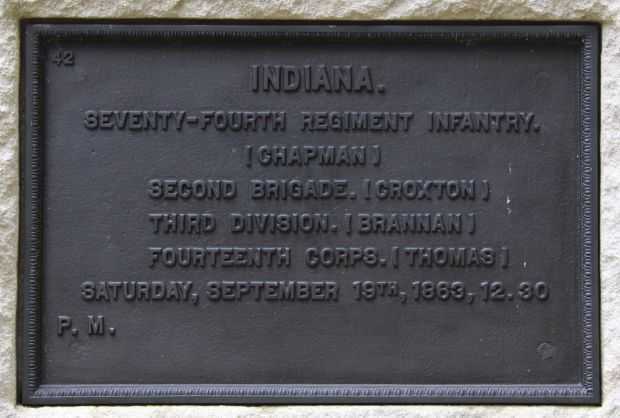 42
INDIANA.
SEVENTY-FOURTH REGIMENT INFANTRY.
[CHAPMAN]
SECOND BRIGADE. [CROXTON]
THIRD DIVISION. [BRANNAN]
FOURTEENTH CORPS. [THOMAS]
SATURDAY, SEPTEMBER 19TH, 1863, 12.30
P. M.